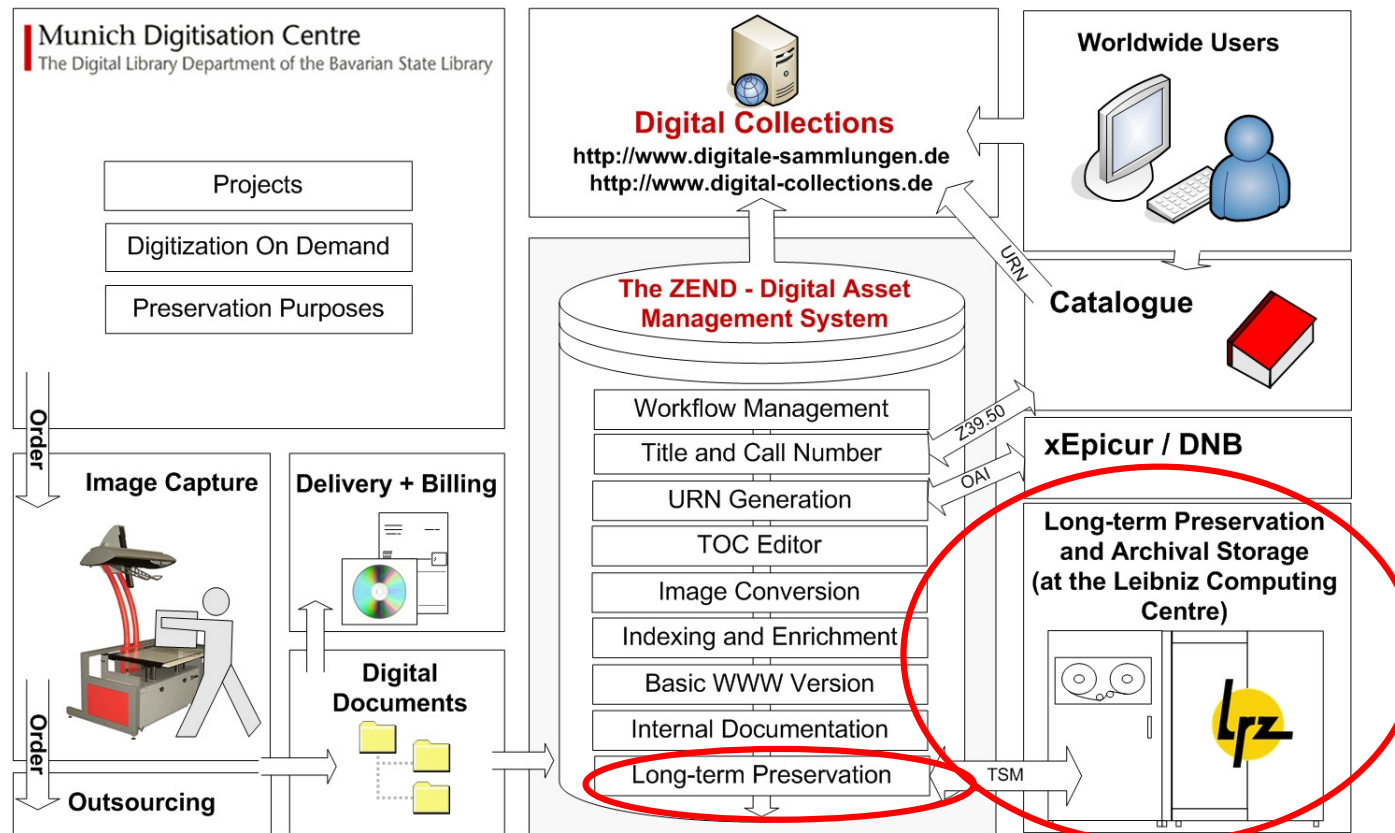 Munich Digitisation Centre
The Digital Library Department of the Bavarian State Library
Projects
Digitization On Demand
Preservation Purposes
Order
Image Capture
Order
Outsourcing
Delivery + Billing
Digital
Documents
Digital Collections
http://www.digitale-sammlungen.de
http://www.digital-collections.de
The ZEND - Digital Asset
Management System
Workflow Management
Title and Call Number
URN Generation
TOC Editor
Image Conversion
Indexing and Enrichment
Basic WWW Version
Internal Documentation
Long-term Preservation
Worldwide Users
URN
Catalogue
Z39.50
OAI
xEpicur / DNB
Long-term Preservation
and Archival Storage
(at the Leibniz Computing
Centre)
lrz
TSM